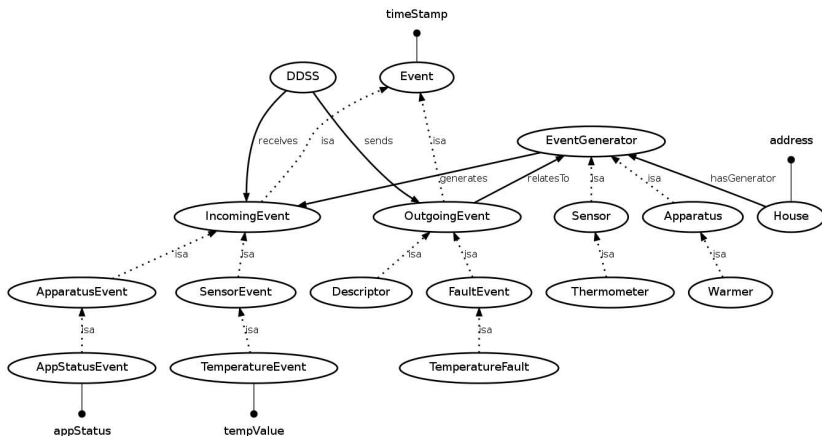 timeStamp
DDSS
Event
EventGenerator
address
receives
isa
sends
isa
generates
relatesTo
isa
isa
hasGenerator
IncomingEvent
OutgoingEvent
Sensor
Apparatus
House
isa
isa
isa
isa
isa
isa
ApparatusEvent
SensorEvent
Descriptor
FaultEvent
Thermometer
Warmer
isa
isa
isa
AppStatusEvent
TemperatureEvent
TemperatureFault
appStatus
tempValue